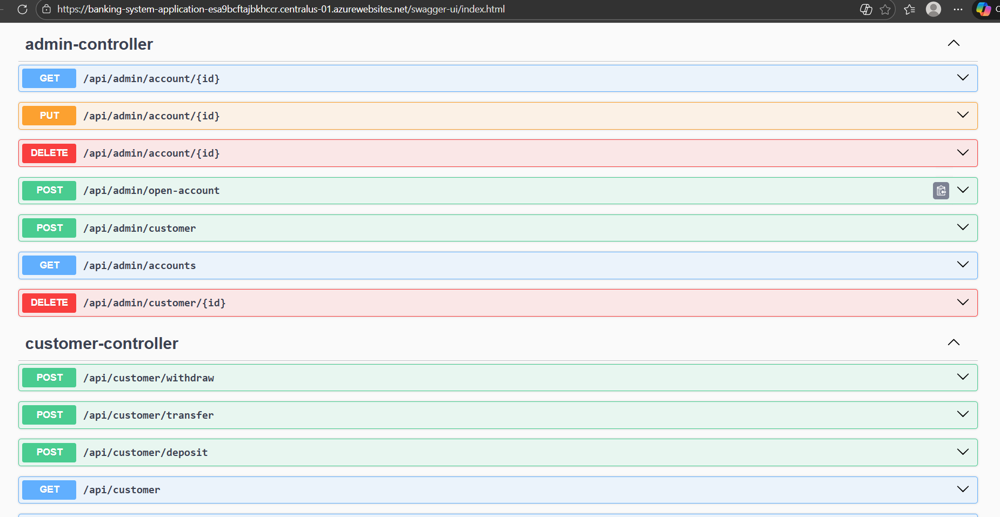 https://banking-system-application-esa9bcftajbkhccr.centralus-01.azurewebsites.net/swagger-ui/index.html
admin-controller
GET /api/admin/account/{id}
PUT /api/admin/account/{id}
DELETE /api/admin/account/{id}
POST /api/admin/open-account
POST /api/admin/customer
GET /api/admin/accounts
DELETE /api/admin/customer/{id}
customer-controller
POST /api/customer/withdraw
POST /api/customer/transfer
POST /api/customer/deposit
GET /api/customer